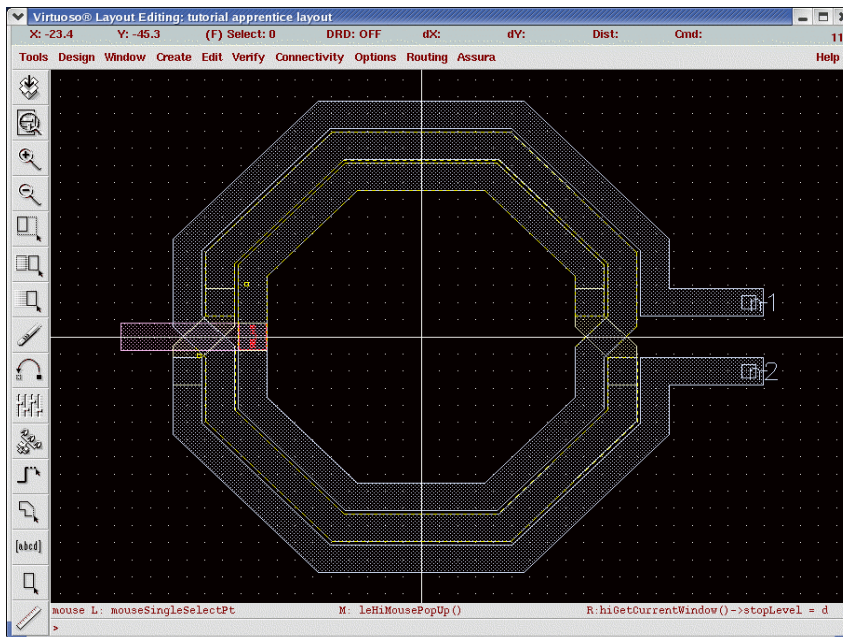 Virtuoso® Layout Editing: tutorial apprentice layout
X: -23.4 Y: -45.3 (F) Select: 0 DRD: OFF dX: dY: Dist: Cmd: 11
Tools Design Window Create Edit Verify Connectivity Options Routing Assura Help
1
2
[abcd]
mouse L: mouseSingleSelectPt M: leHiMousePopUp() R:hiGetCurrentWindow()->stopLevel = d
>